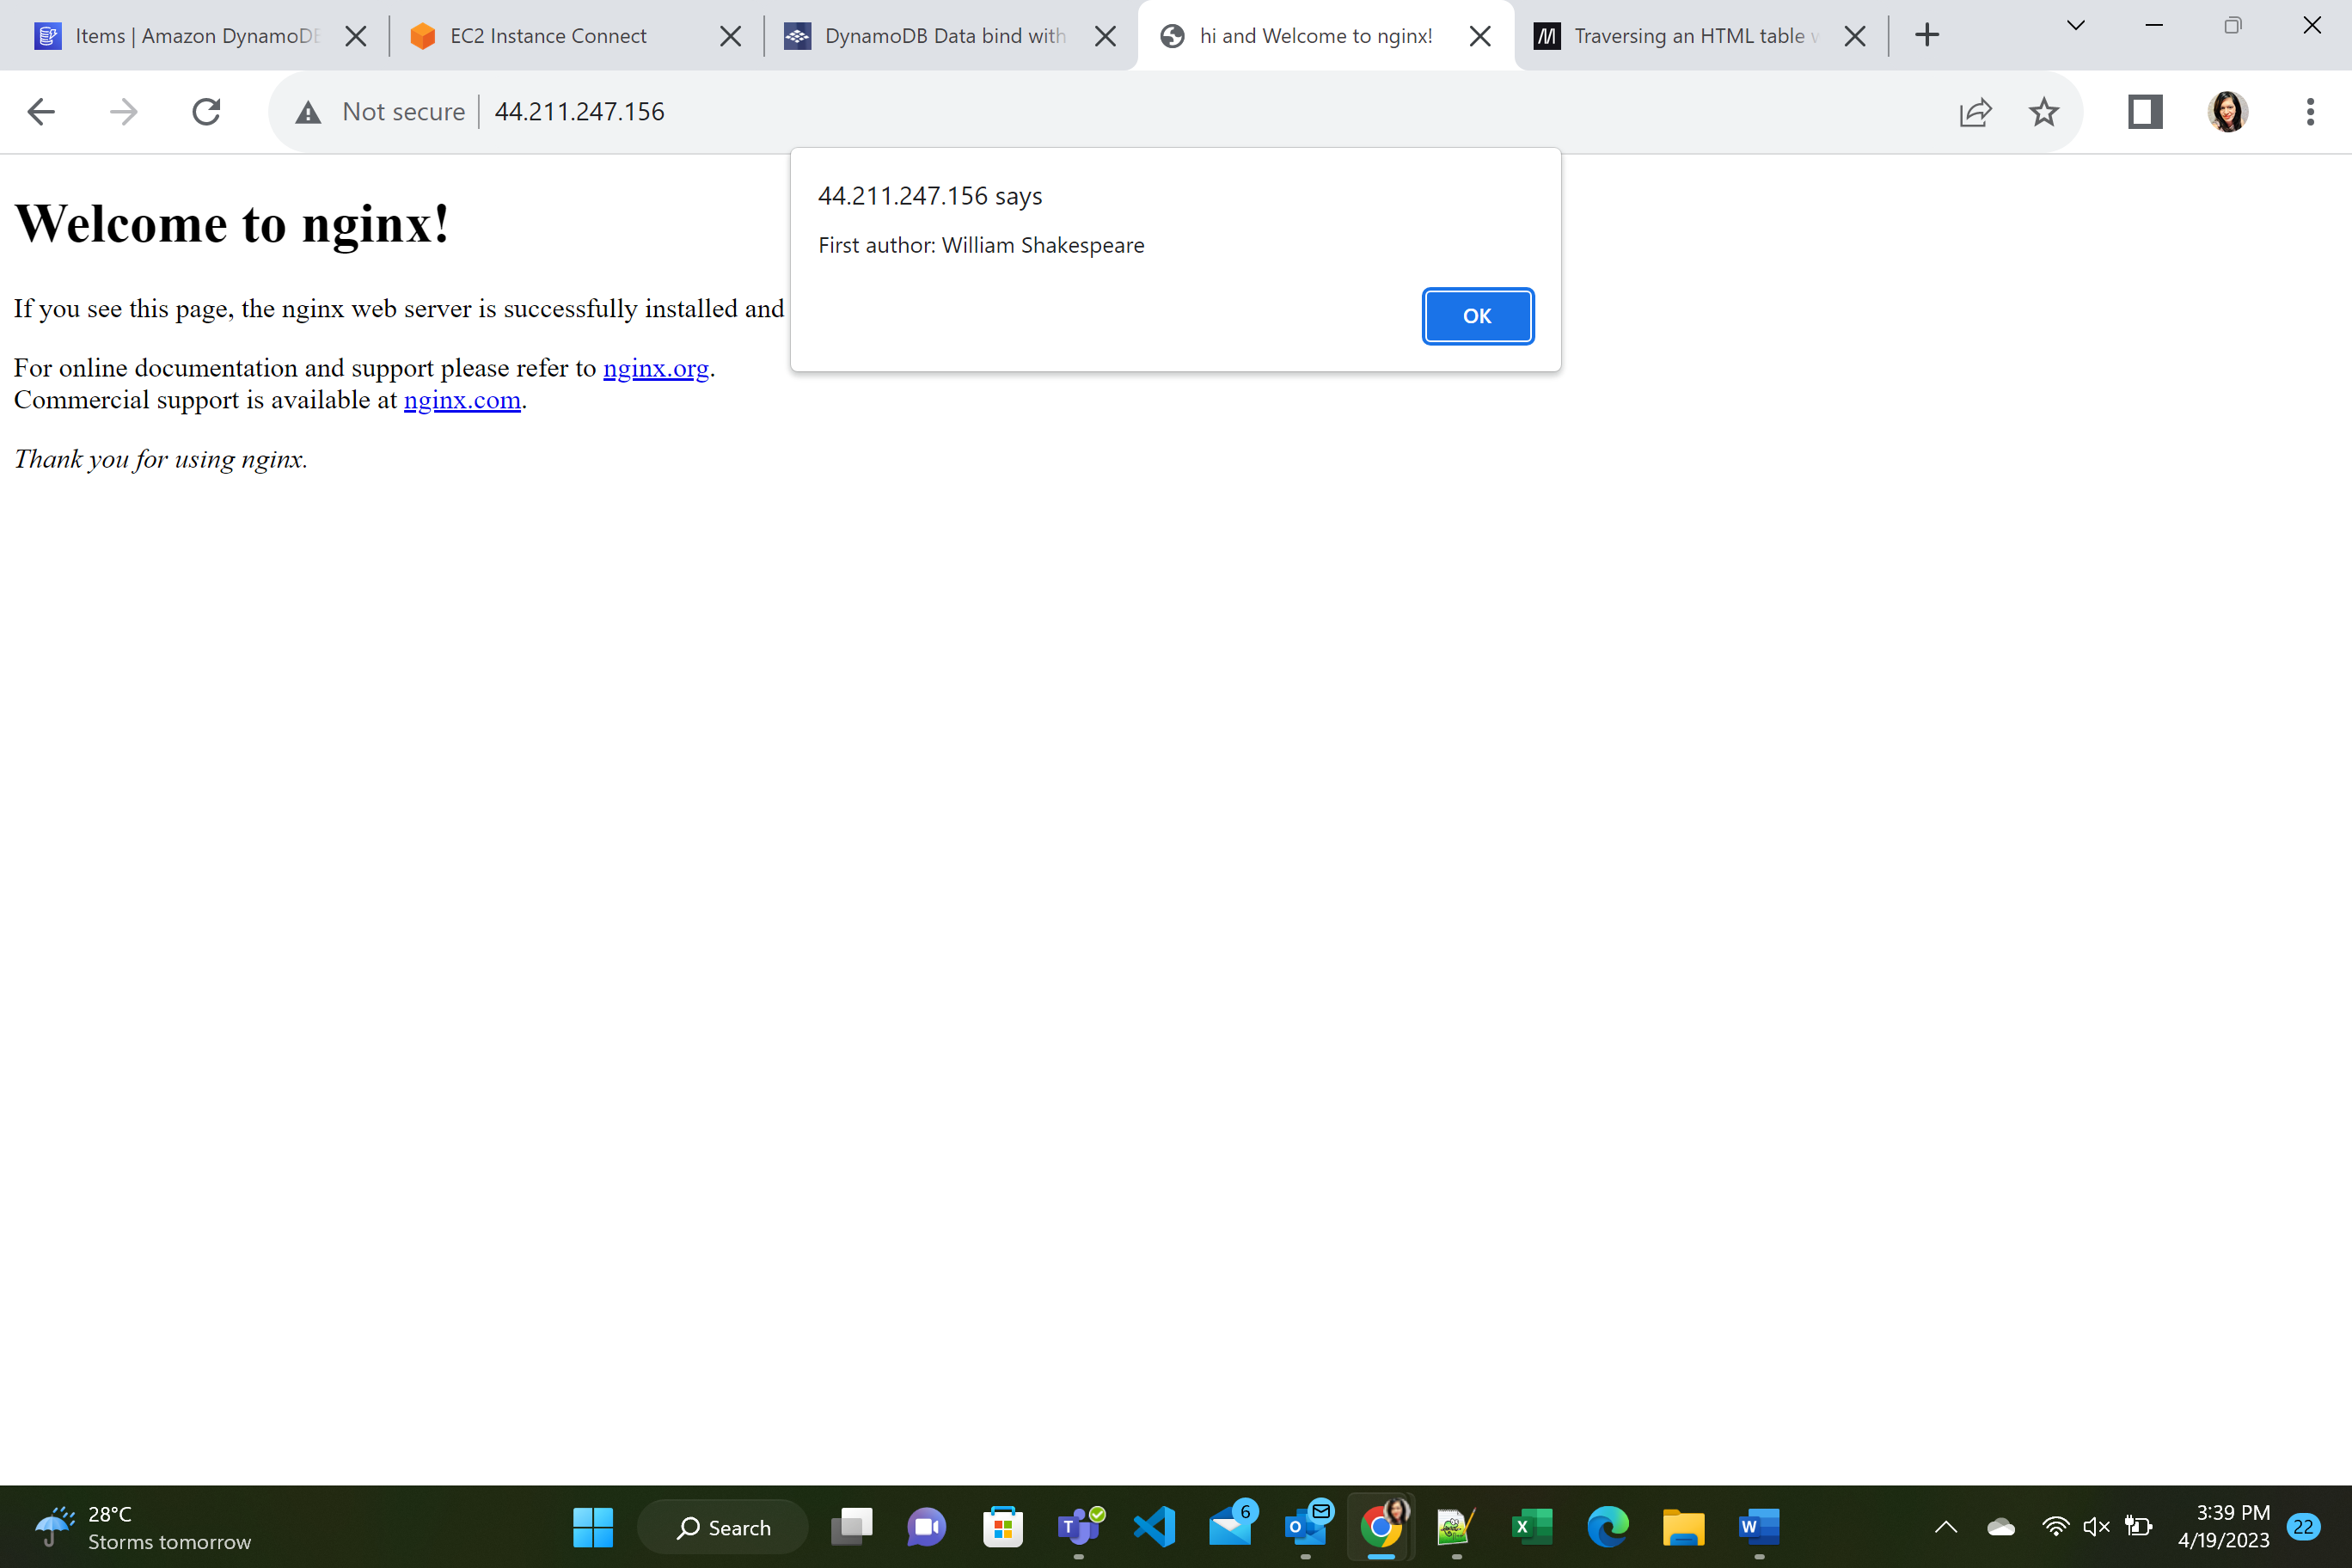 Items | Amazon DynamoDB
EC2 Instance Connect
DynamoDB Data bind with
hi and Welcome to nginx!
Traversing an HTML table w
Not secure
44.211.247.156
44.211.247.156 says
First author: William Shakespeare
OK
Welcome to nginx!
If you see this page, the nginx web server is successfully installed and
For online documentation and support please refer to nginx.org.
Commercial support is available at nginx.com.
Thank you for using nginx.
28°C
Storms tomorrow
Search
6
3:39 PM
4/19/2023
22